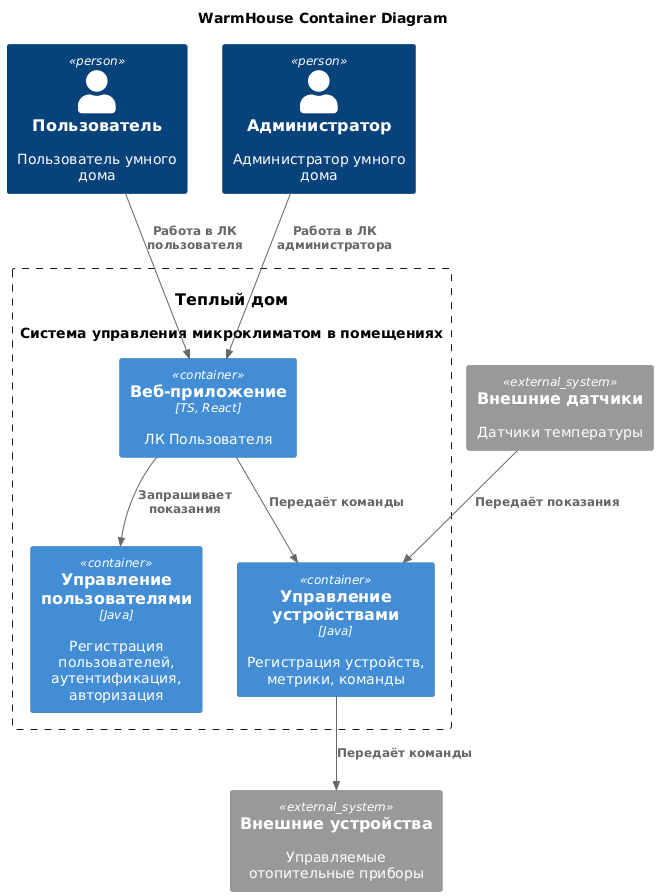 WarmHouse Container Diagram
«person»
Пользователь
Пользователь умного
дома
«person»
Администратор
Администратор умного
дома
Работа в ЛК
пользователя
Работа в ЛК
администратора
Теплый дом
Система управления микроклиматом в помещениях
«container»
Веб-приложение
[TS, React]
ЛК Пользователя
«external_system»
Внешние датчики
Датчики температуры
Запрашивает
показания
Передаёт команды
Передаёт показания
«container»
Управление
пользователями
[Java]
Регистрация
пользователей,
аутентификация,
авторизация
«container»
Управление
устройствами
[Java]
Регистрация устройств,
метрики, команды
Передаёт команды
«external_system»
Внешние устройства
Управляемые
отопительные приборы